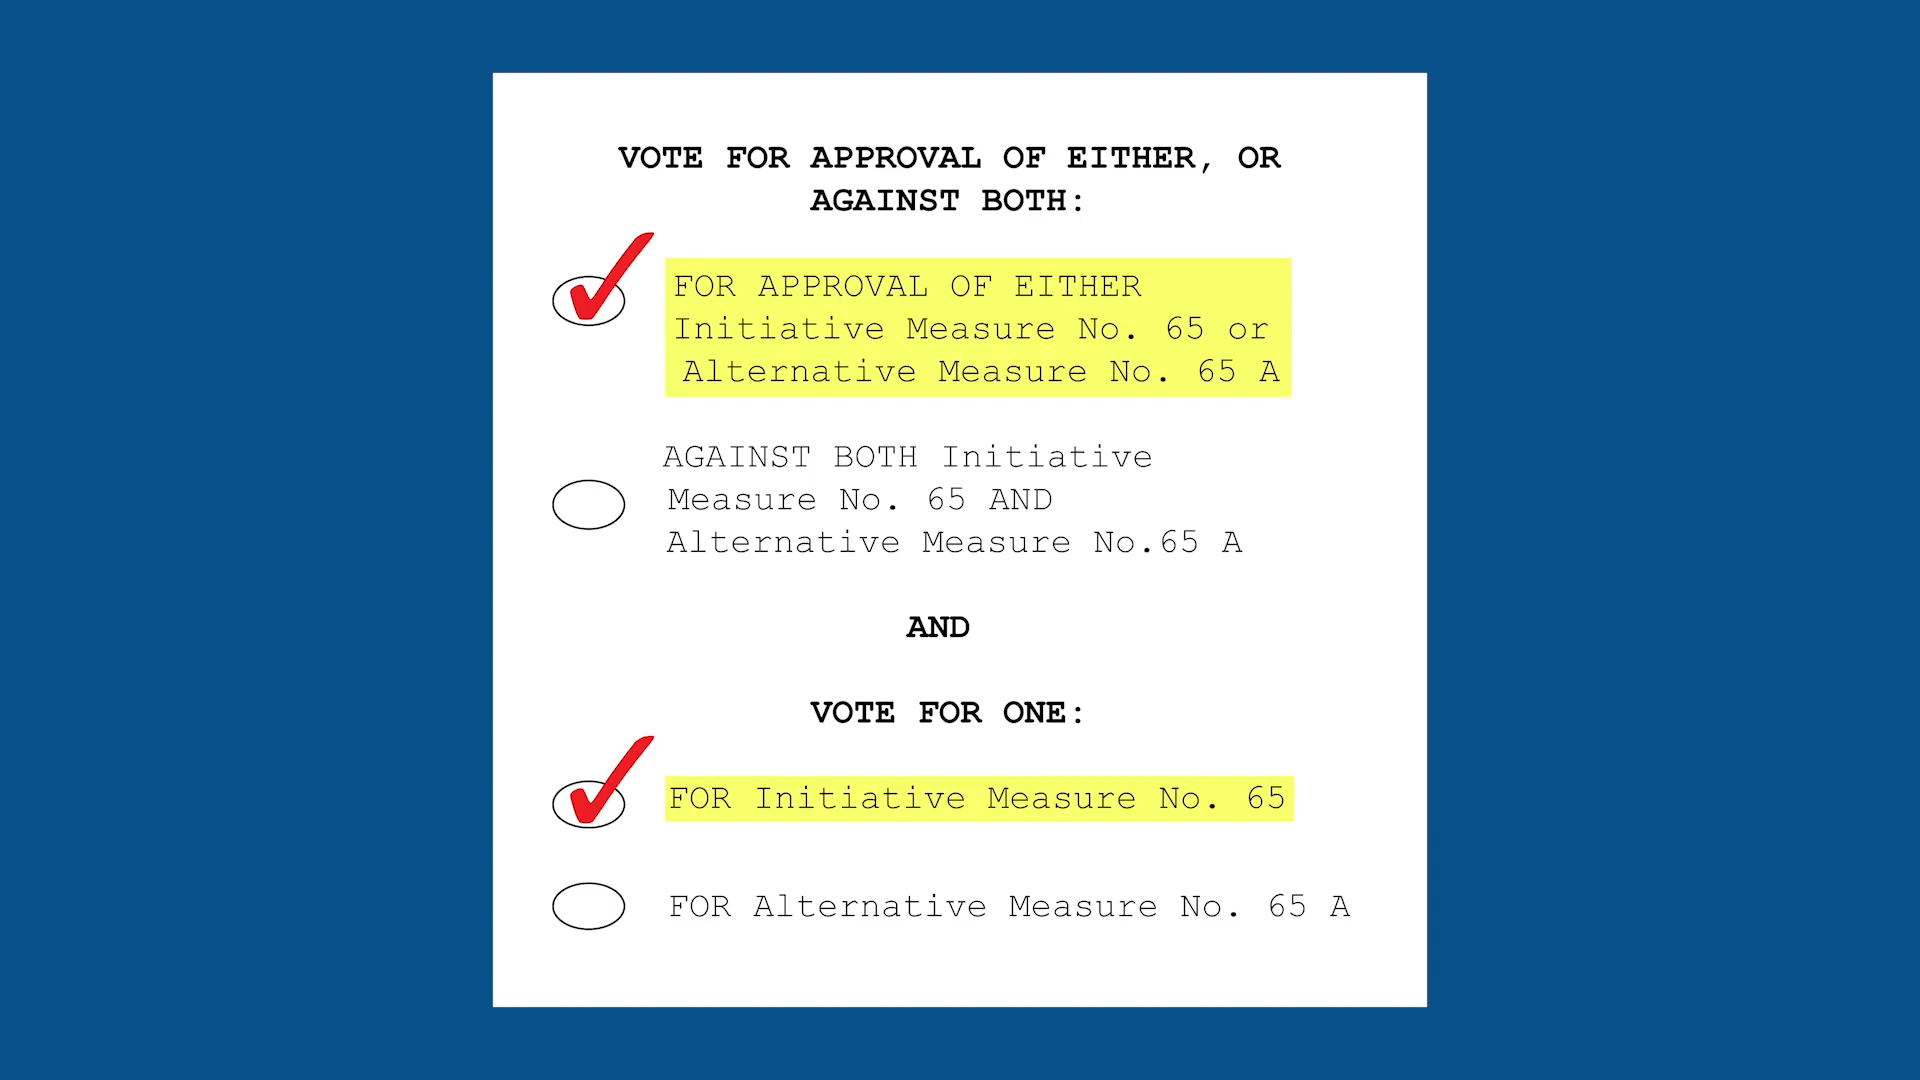 VOTE FOR APPROVAL OF EITHER, OR
AGAINST BOTH:
FOR APPROVAL OF EITHER
Initiative Measure No. 65 or
Alternative Measure No. 65 A
AGAINST BOTH Initiative
Measure No. 65 AND
Alternative Measure No.65 A
AND
VOTE FOR ONE:
FOR Initiative Measure No. 65
FOR Alternative Measure No. 65 A